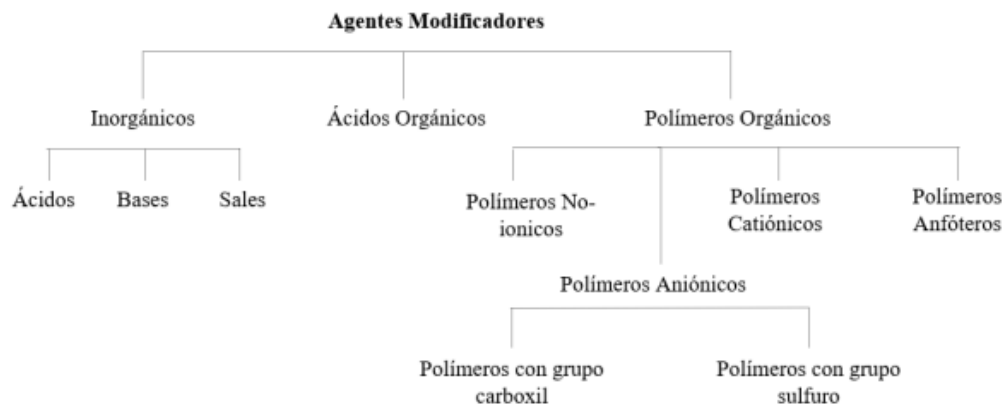 Agentes Modificadores
Inorgánicos
Ácidos Orgánicos
Polímeros Orgánicos
Ácidos
Bases
Sales
Polímeros No-
ionicos
Polímeros
Catiónicos
Polímeros
Anfóteros
Polímeros Aniónicos
Polímeros con grupo
carboxil
Polímeros con grupo
sulfuro